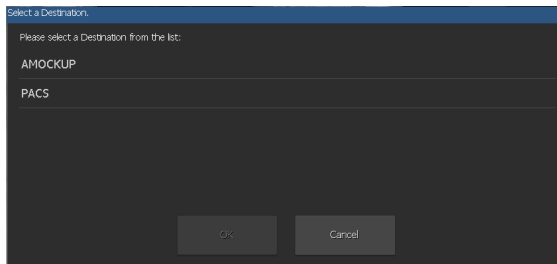 Select a Destination.
Please select a Destination from the list:
AMOCKUP
PACS
OK
Cancel